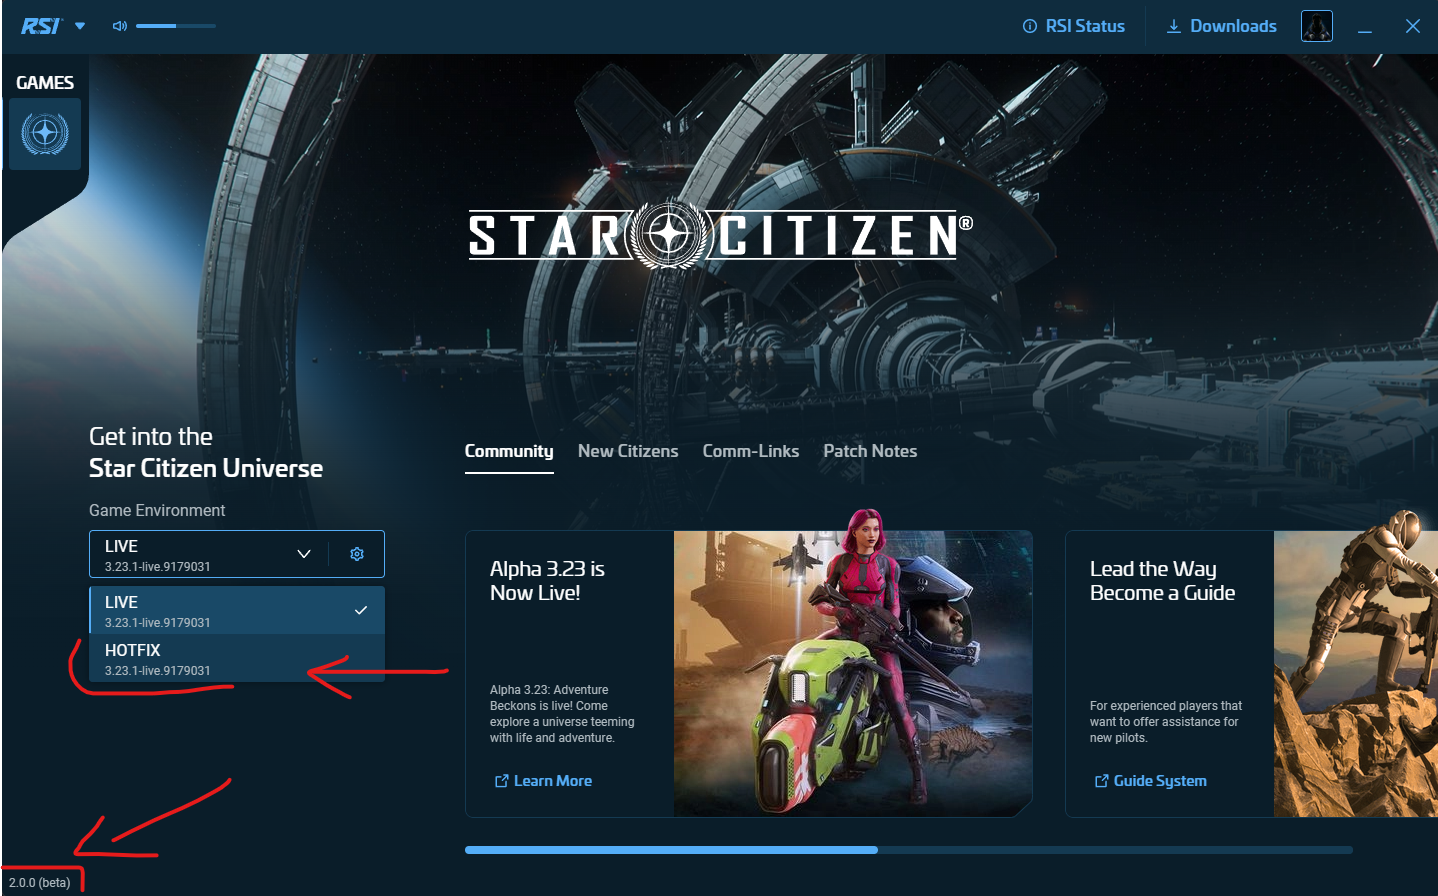 RSI
RSI Status
Downloads
GAMES
STAR CITIZEN®
Get into the
Star Citizen Universe
Game Environment
LIVE
3.23.1-live.9179031
LIVE
3.23.1-live.9179031
HOTFIX
3.23.1-live.9179031
Community
New Citizens
Comm-Links
Patch Notes
Alpha 3.23 is
Now Live!
Alpha 3.23: Adventure
Beckons is live! Come
explore a universe teeming
with life and adventure.
Learn More
Lead the Way
Become a Guide
For experienced players that
want to offer assistance for
new pilots.
Guide System
2.0.0 (beta)